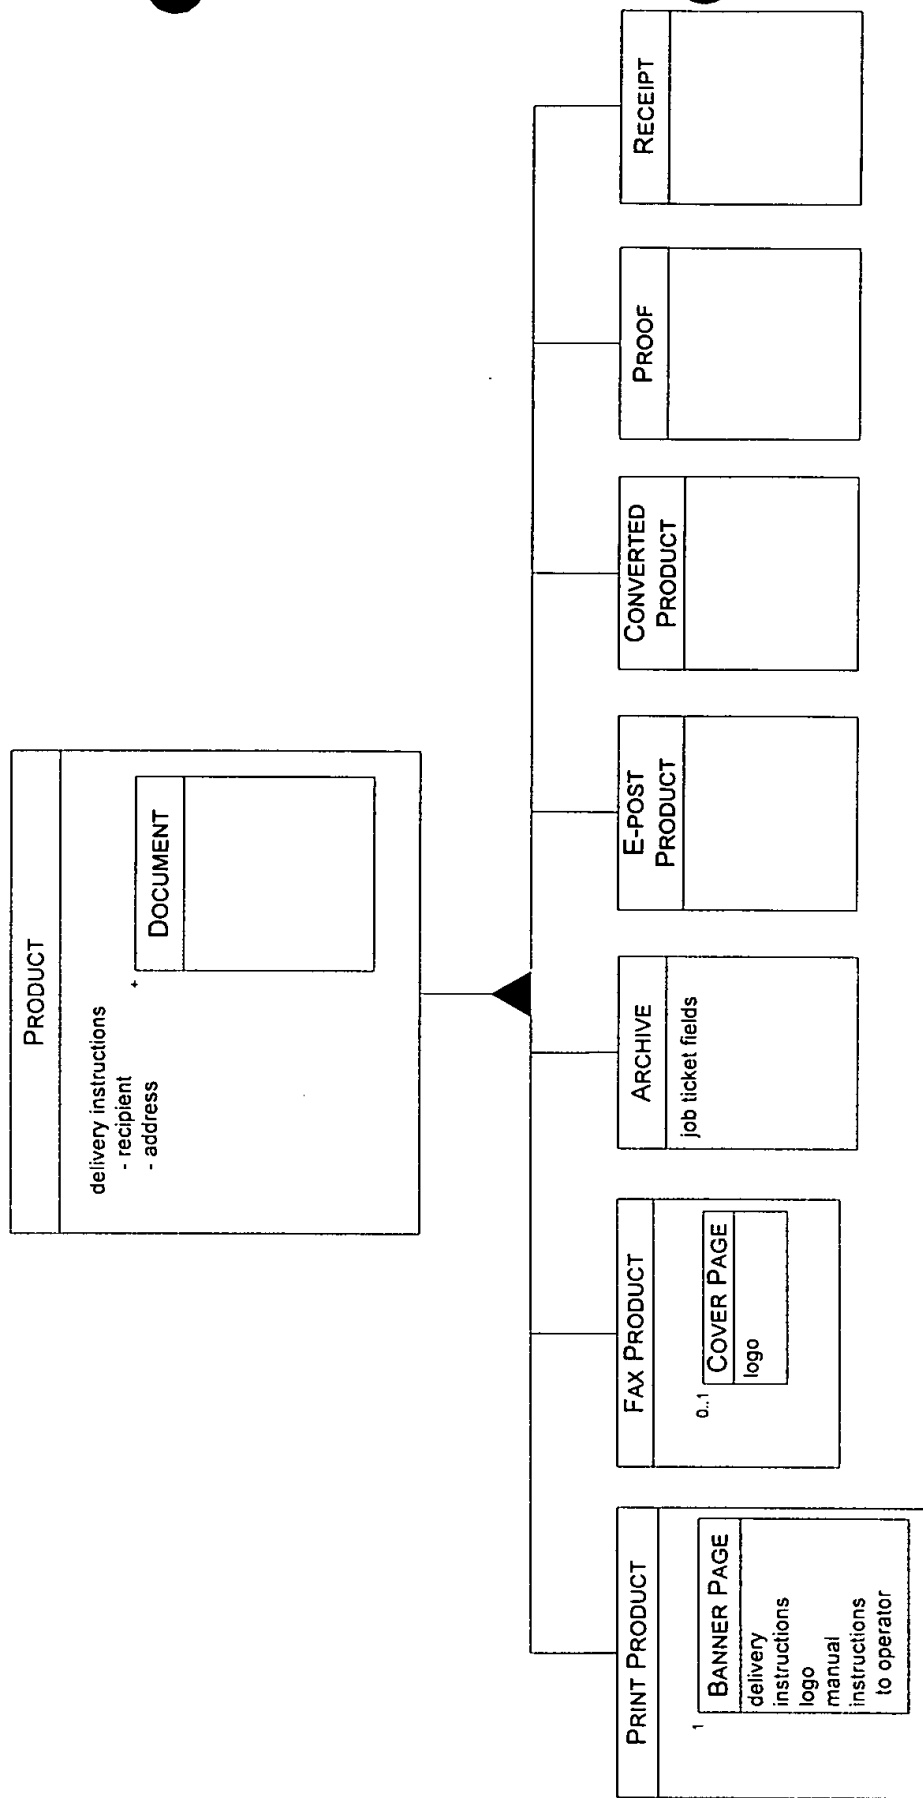 PRODUCT
delivery instructions
- recipient
- address
+
DOCUMENT
PRINT PRODUCT
1
BANNER PAGE
delivery
instructions
logo
manual
instructions
to operator
FAX PRODUCT
0..1
COVER PAGE
logo
ARCHIVE
job ticket fields
E-POST
PRODUCT
CONVERTED
PRODUCT
PROOF
RECEIPT